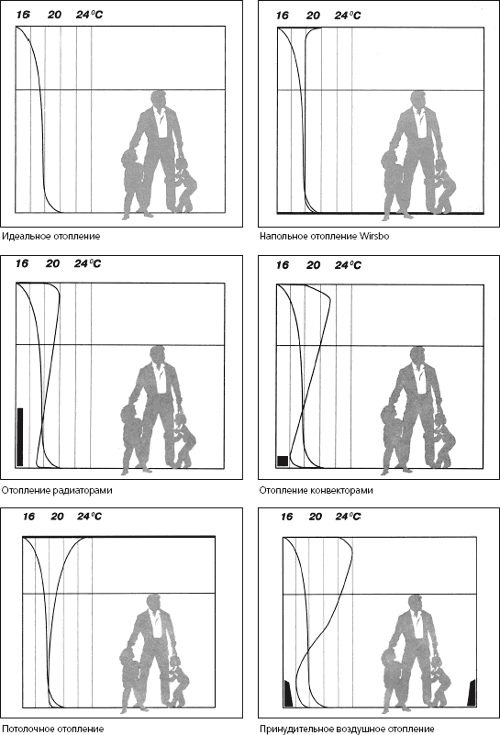 16 20 24°C
16 20 24°C
Идеальное отопление
Напольное отопление Wirsbo
16 20 24°C
16 20 24°C
Отопление радиаторами
Отопление конвекторами
16 20 24°C
16 20 24°C
Потолочное отопление
Принудительное воздушное отопление